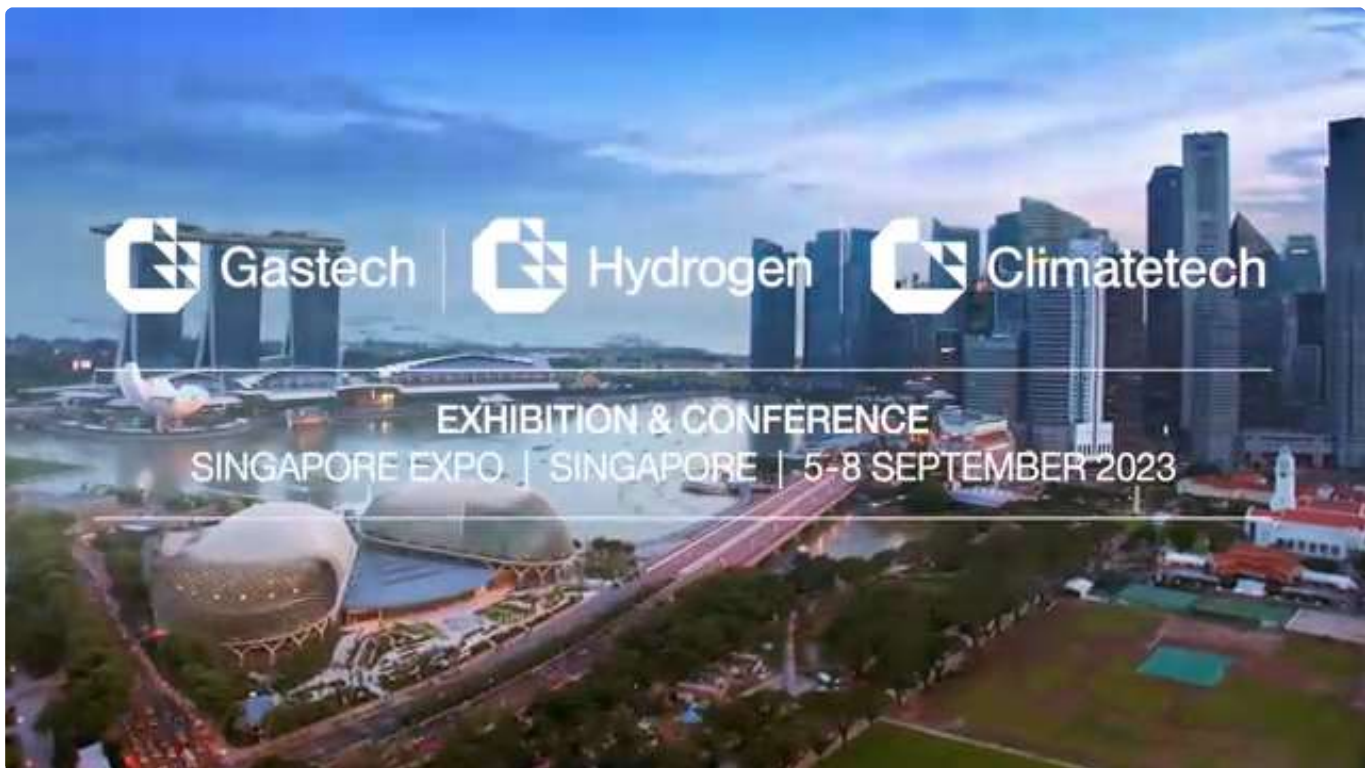 Gastech | Hydrogen | Climatetech
EXHIBITION & CONFERENCE
SINGAPORE EXPO | SINGAPORE | 5-8 SEPTEMBER 2023